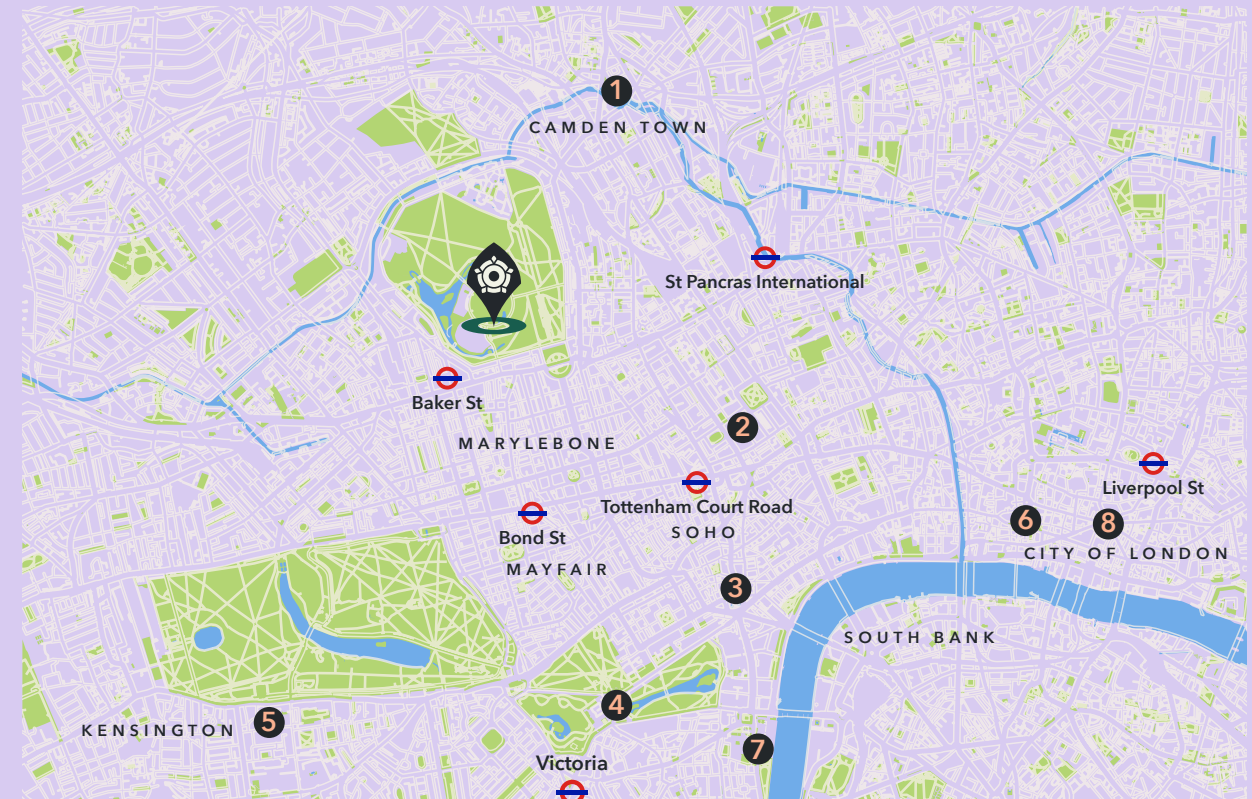 1
CAMDEN TOWN
St Pancras International
Baker St
2
MARYLEBONE
Liverpool St
Tottenham Court Road
SOHO
Bond St
6
8
CITY OF LONDON
MAYFAIR
3
SOUTH BANK
4
5
KENSINGTON
7
Victoria